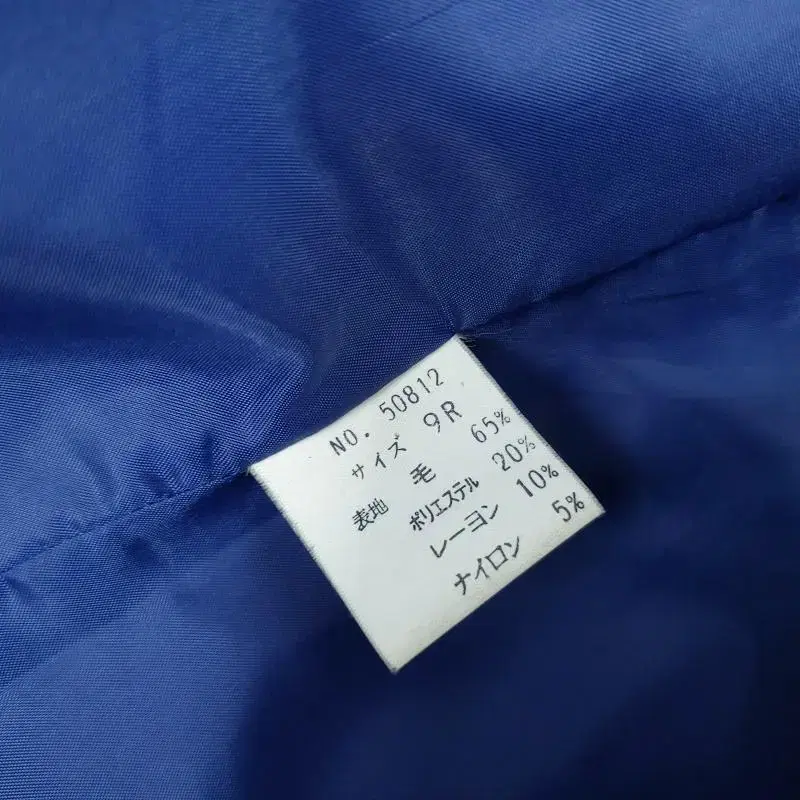 NO. 50812
サイズ 9R
表地 毛 65%
ポリエステル 20%
レーヨン 10%
ナイロン 5%